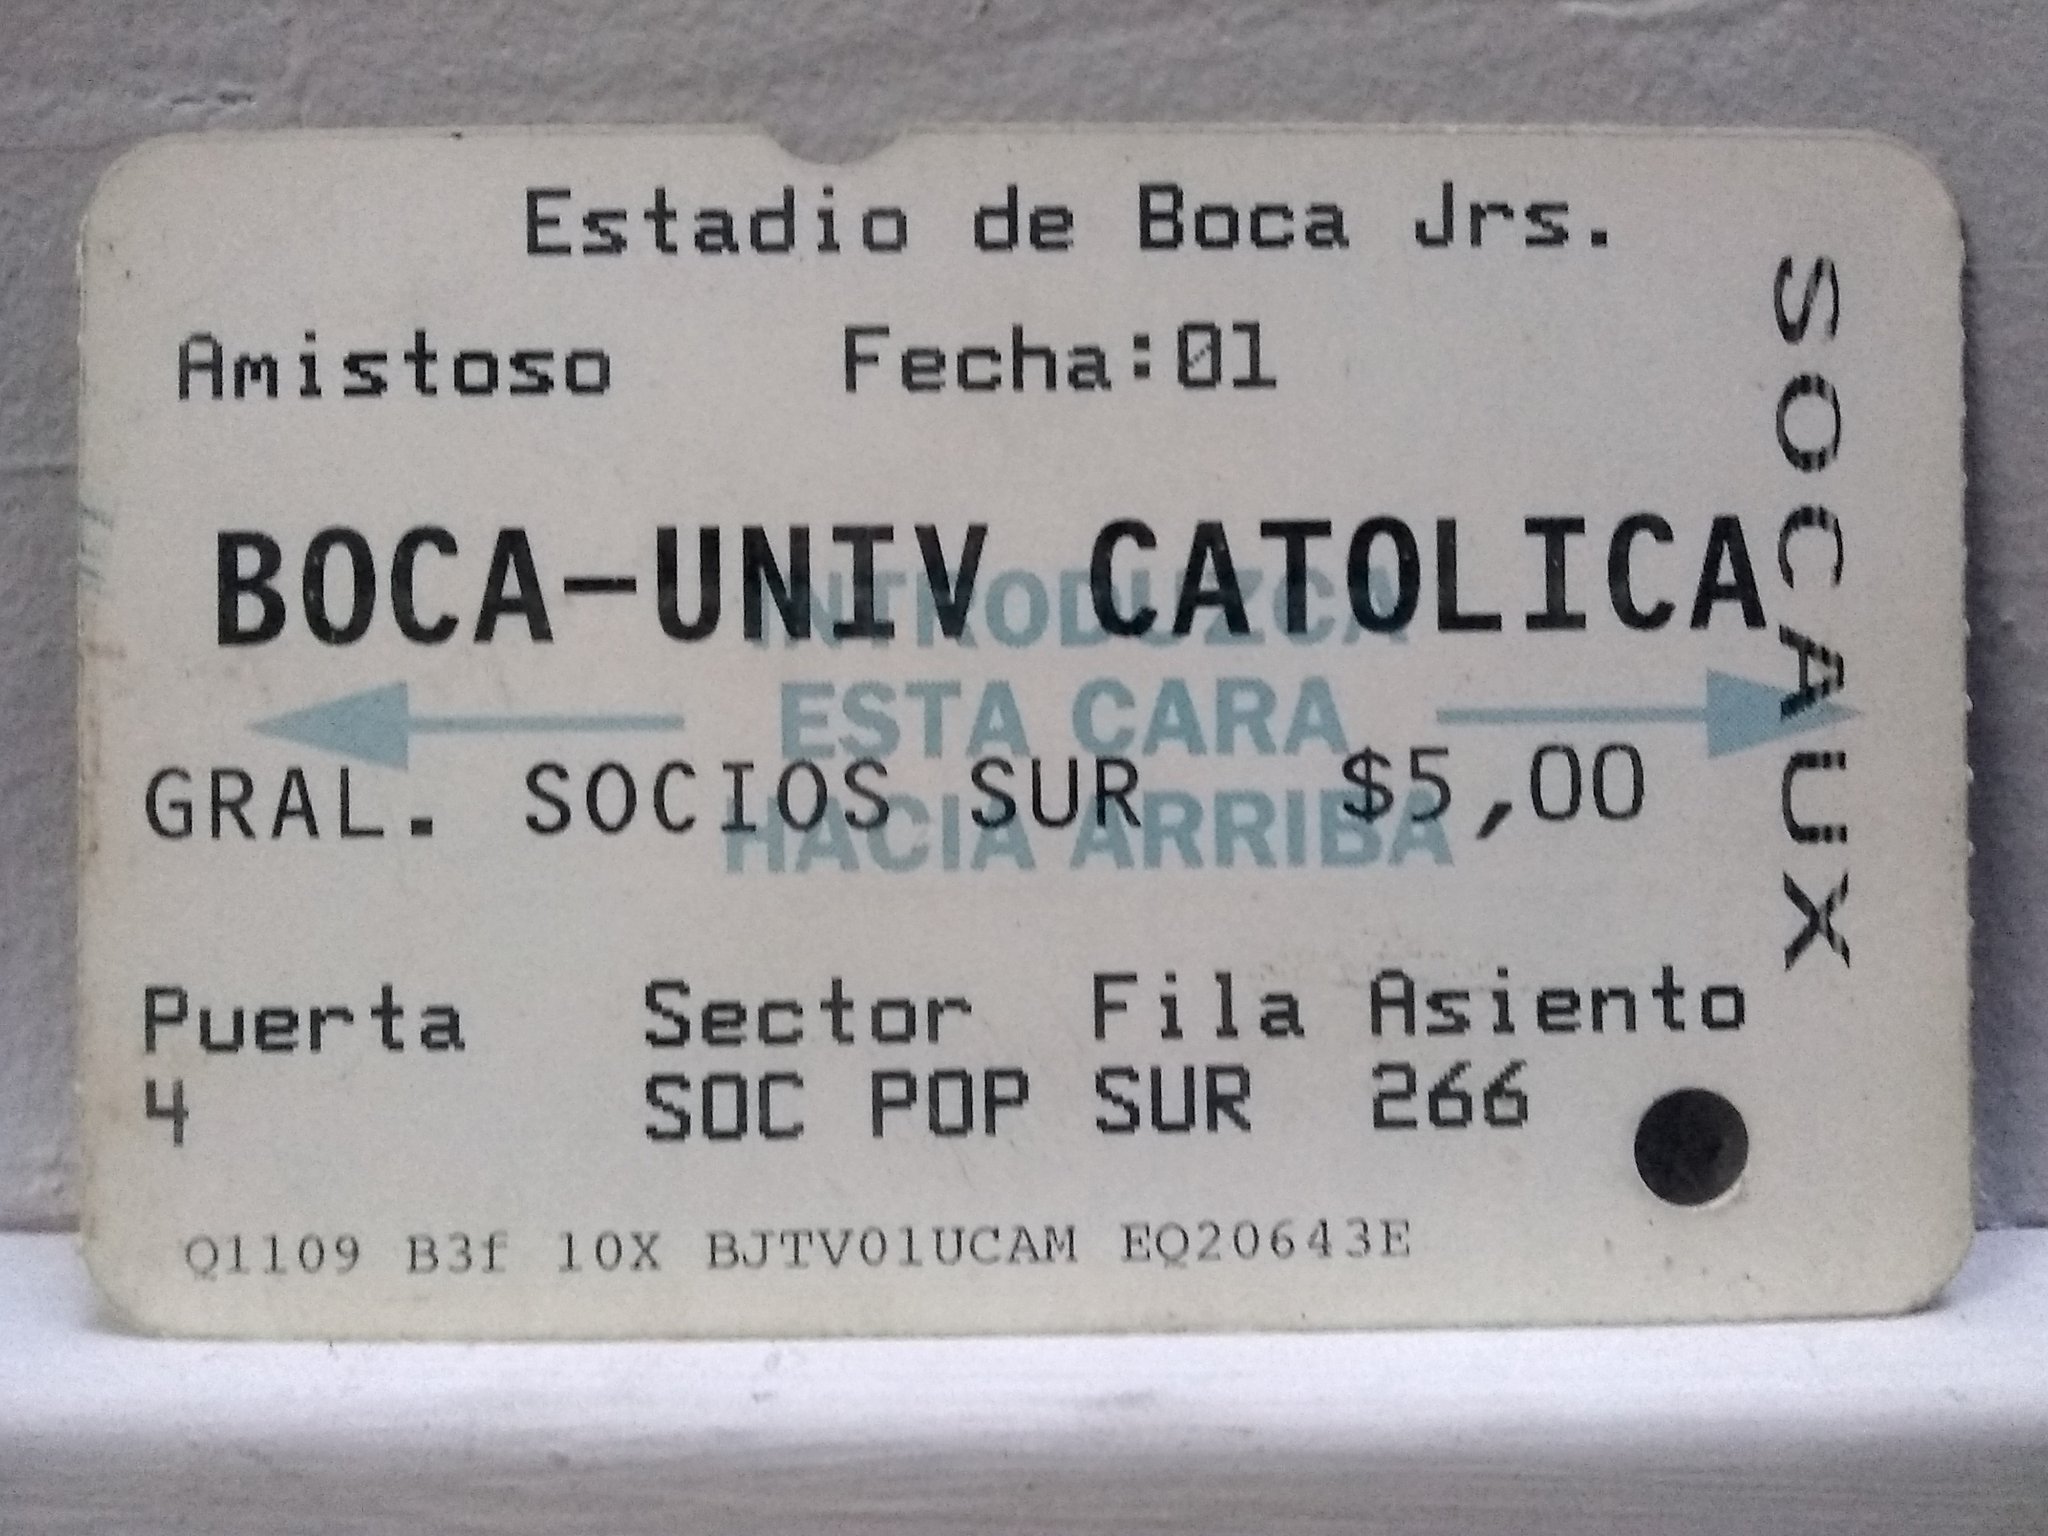 Estadio de Boca Jrs.
Amistoso Fecha:01
BOCA-UNIV CATOLICA
INTRODUZCA
ESTA CARA
HACIA ARRIBA
GRAL. SOCIOS SUR $5,00
Puerta Sector Fila Asiento
4 SOC POP SUR 266
Q1109 B3f 10X BJTV01UCAM EQ20643E
SOCAUX